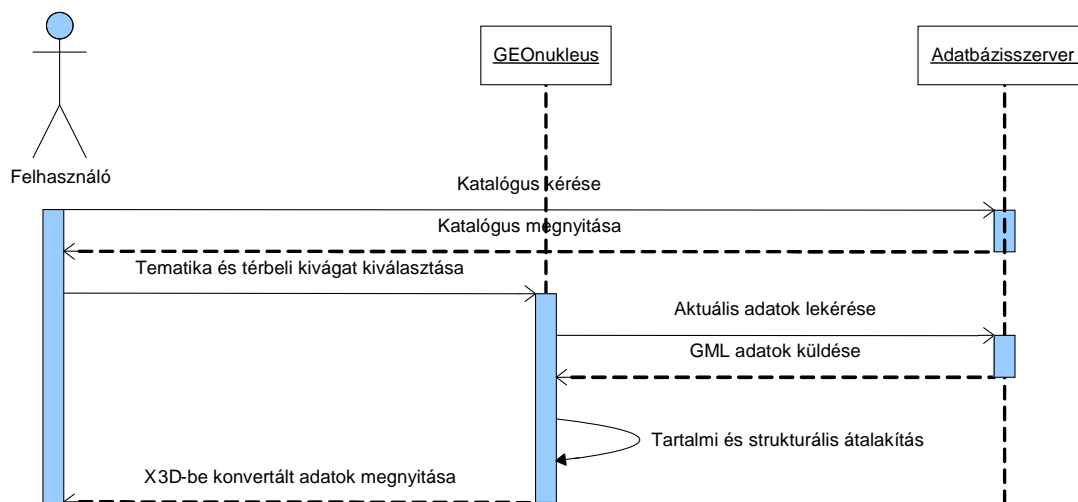 GEOnukleus
Adatbázisszerver
Felhasználó
Katalógus kérése
Katalógus megnyitása
Tematika és térbeli kivágat kiválasztása
Aktuális adatok lekérése
GML adatok küldése
Tartalmi és strukturális átalakítás
X3D-be konvertált adatok megnyitása